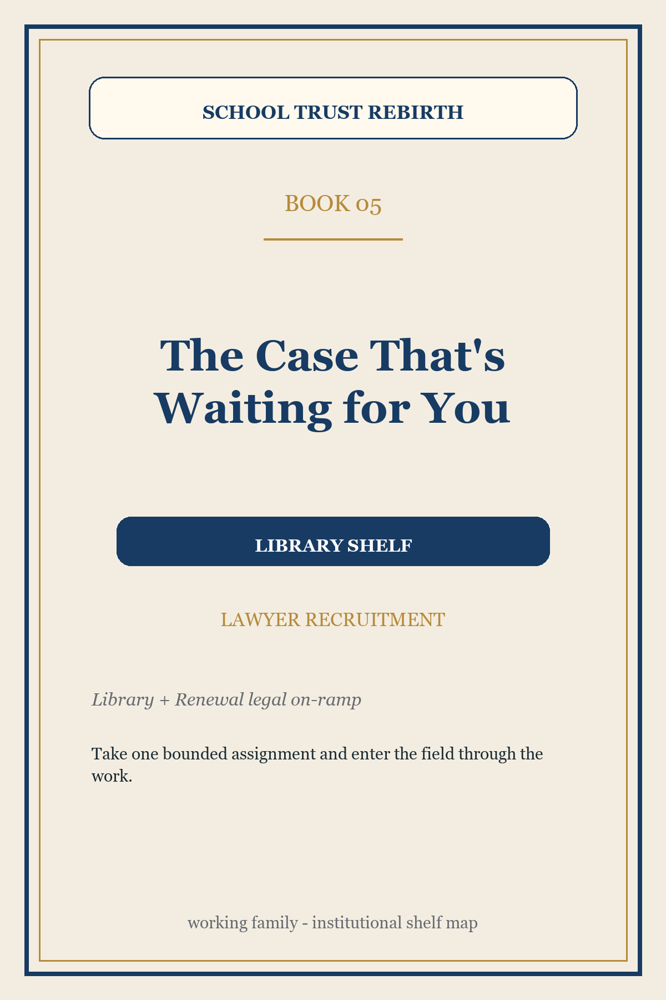 SCHOOL TRUST REBIRTH
BOOK 05
The Case That's
Waiting for You
LIBRARY SHELF
LAWYER RECRUITMENT
Library + Renewal legal on-ramp
Take one bounded assignment and enter the field through the
work.
working family - institutional shelf map